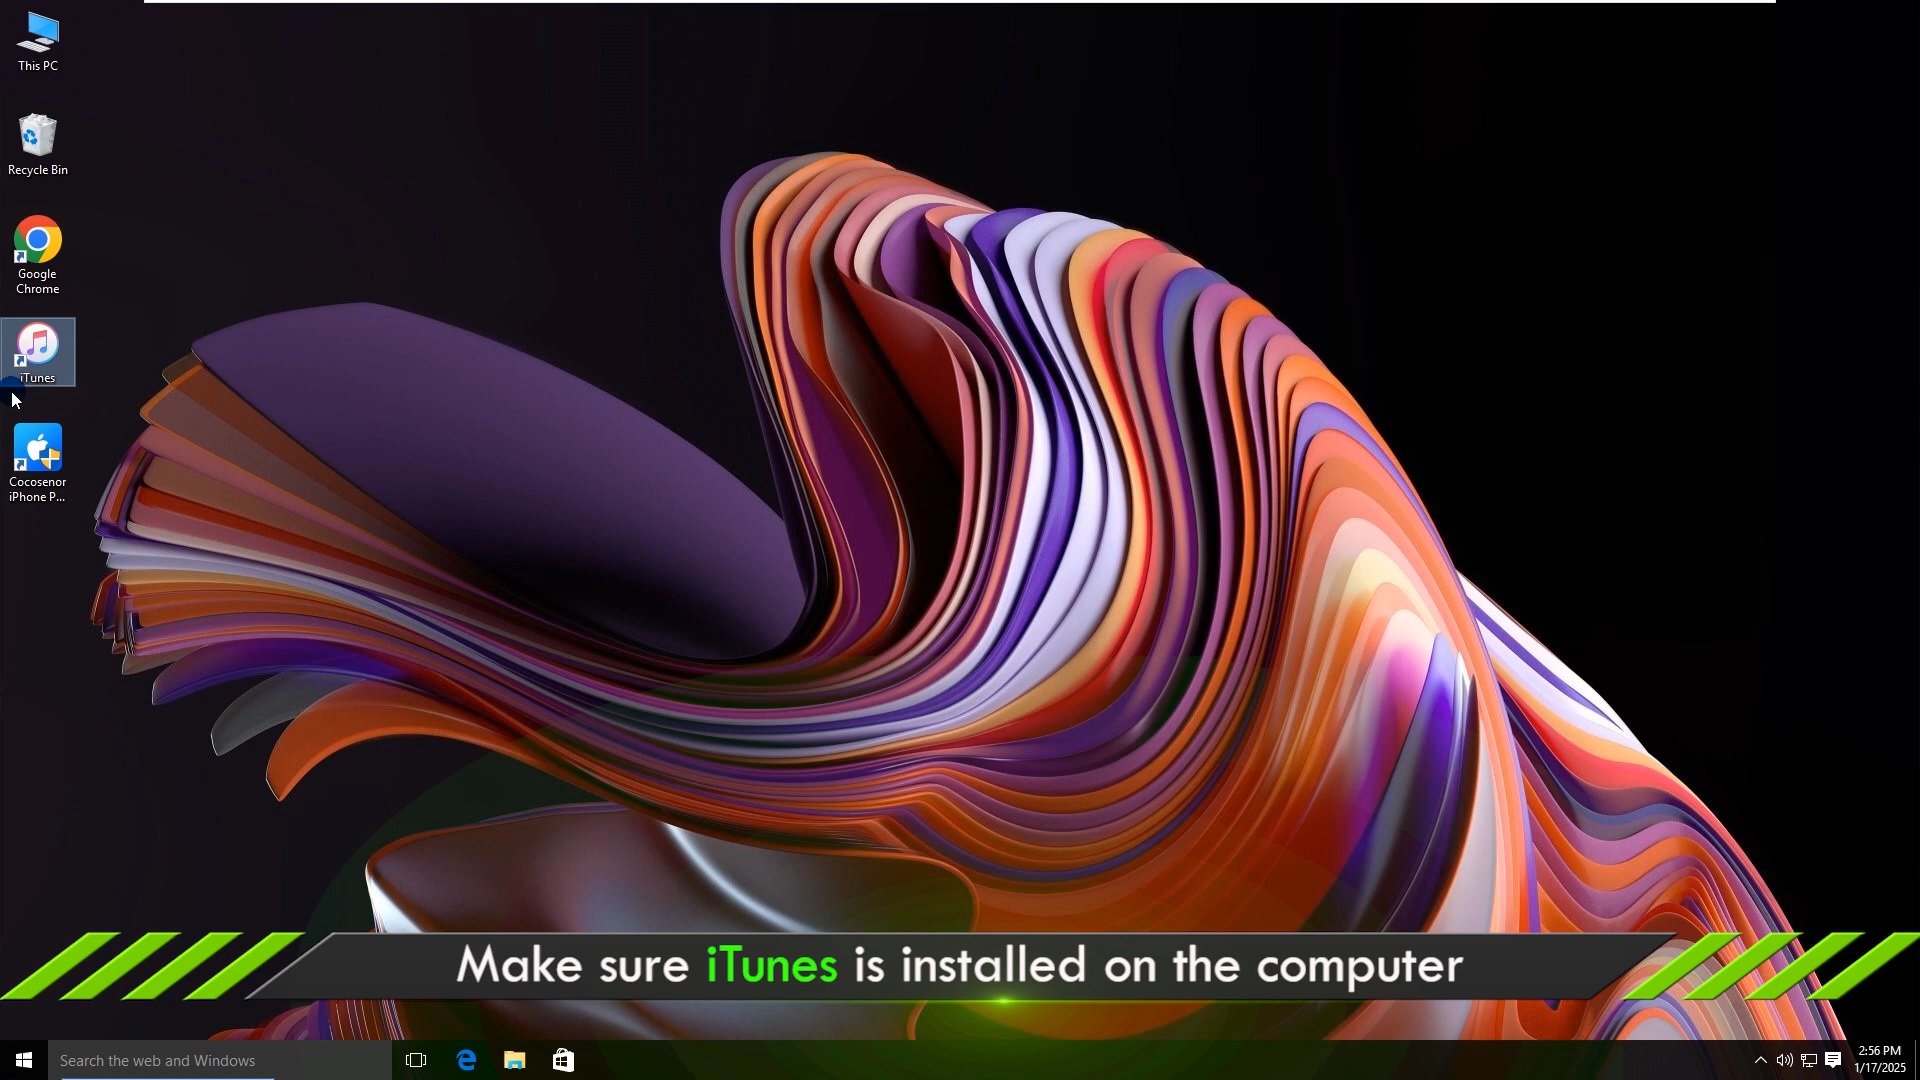 This PC
Recycle Bin
Google
Chrome
iTunes
Cocosenor
iPhone P...
Make sure iTunes is installed on the computer
Search the web and Windows
2:56 PM
1/17/2025